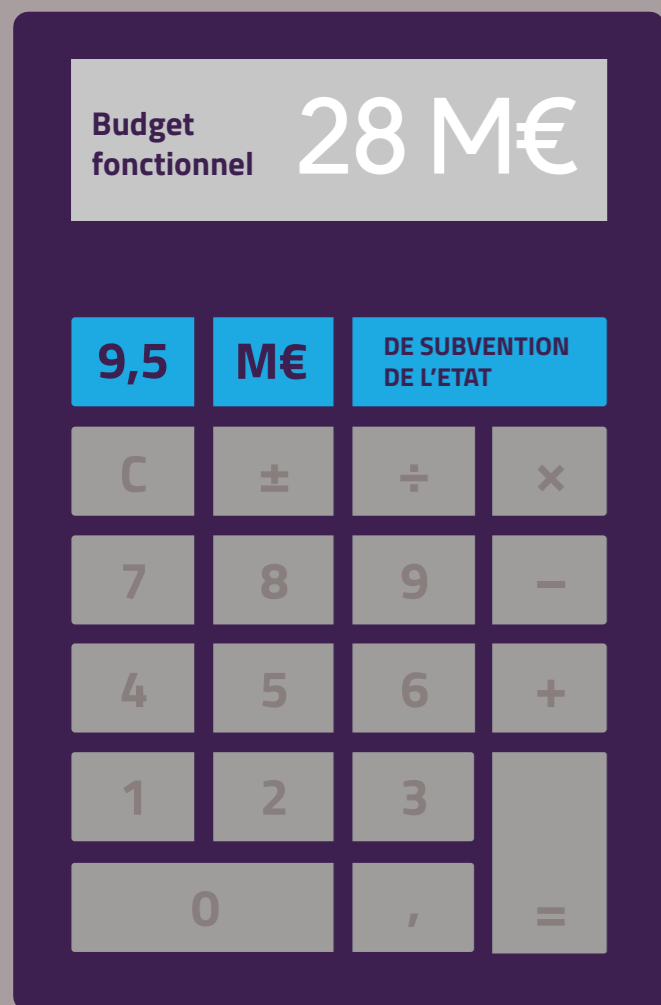 Budget
fonctionnel
28 M€
9,5 M€ DE SUBVENTION
DE L'ETAT
C ± ÷ ×
7 8 9 –
4 5 6 +
1 2 3
0 , =